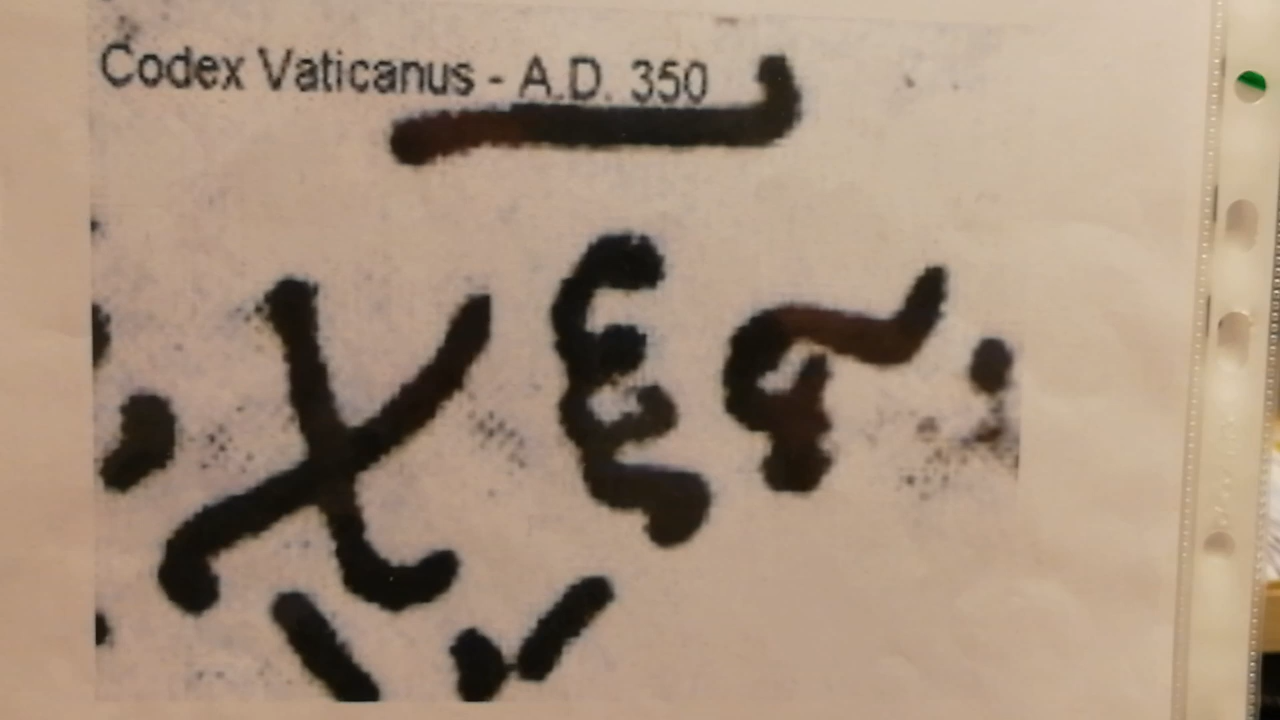 Codex Vaticanus - A.D. 350
χξϛ